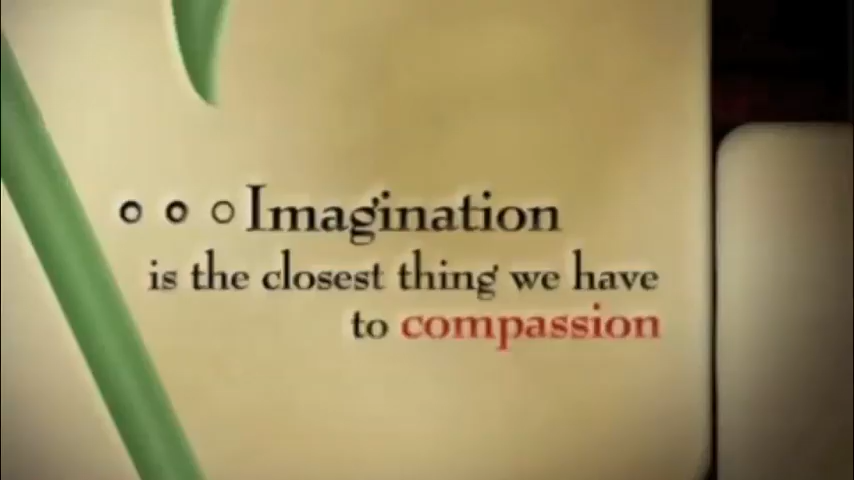 Imagination
is the closest thing we have
to compassion